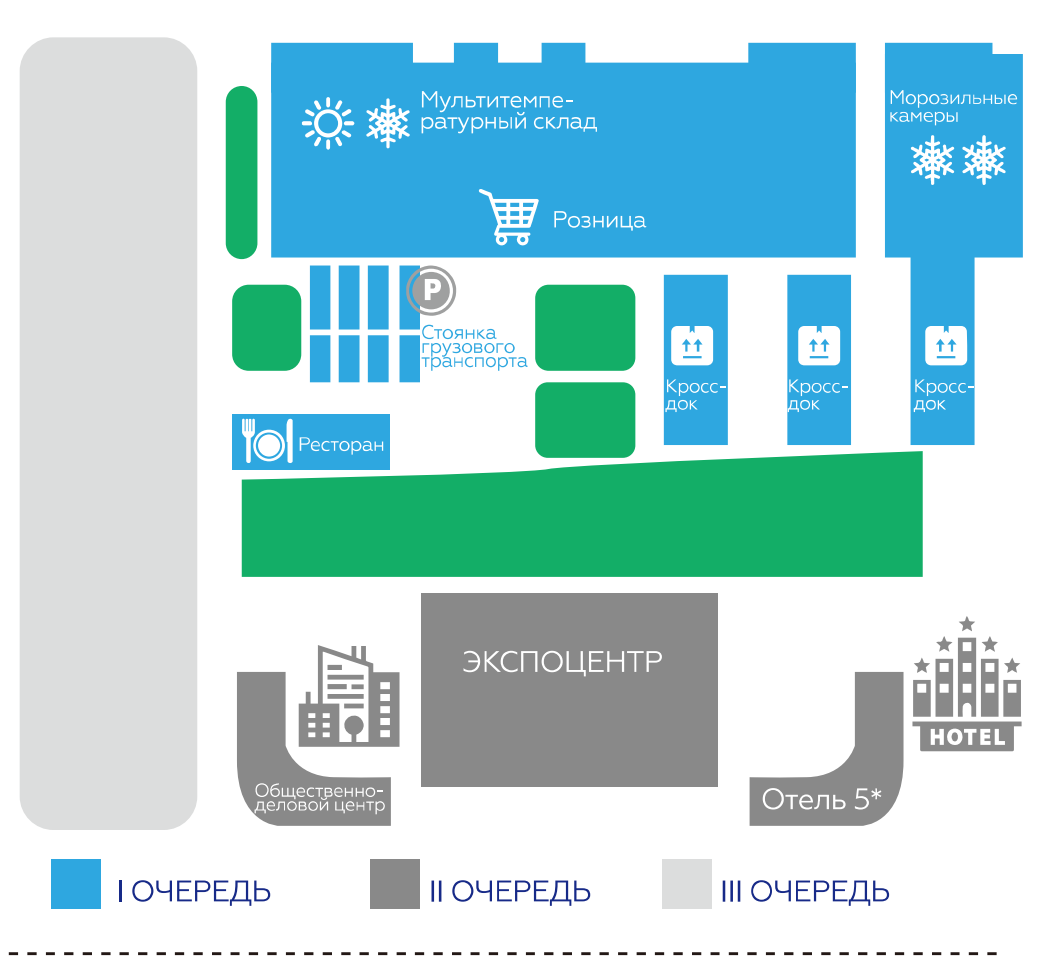 Мультитемпе-
ратурный склад
Морозильные
камеры
Розница
P
Стоянка
грузового
транспорта
Кросс-
док
Кросс-
док
Кросс-
док
Ресторан
ЭКСПОЦЕНТР
HOTEL
Общественно-
деловой центр
Отель 5*
I ОЧЕРЕДЬ
II ОЧЕРЕДЬ
III ОЧЕРЕДЬ